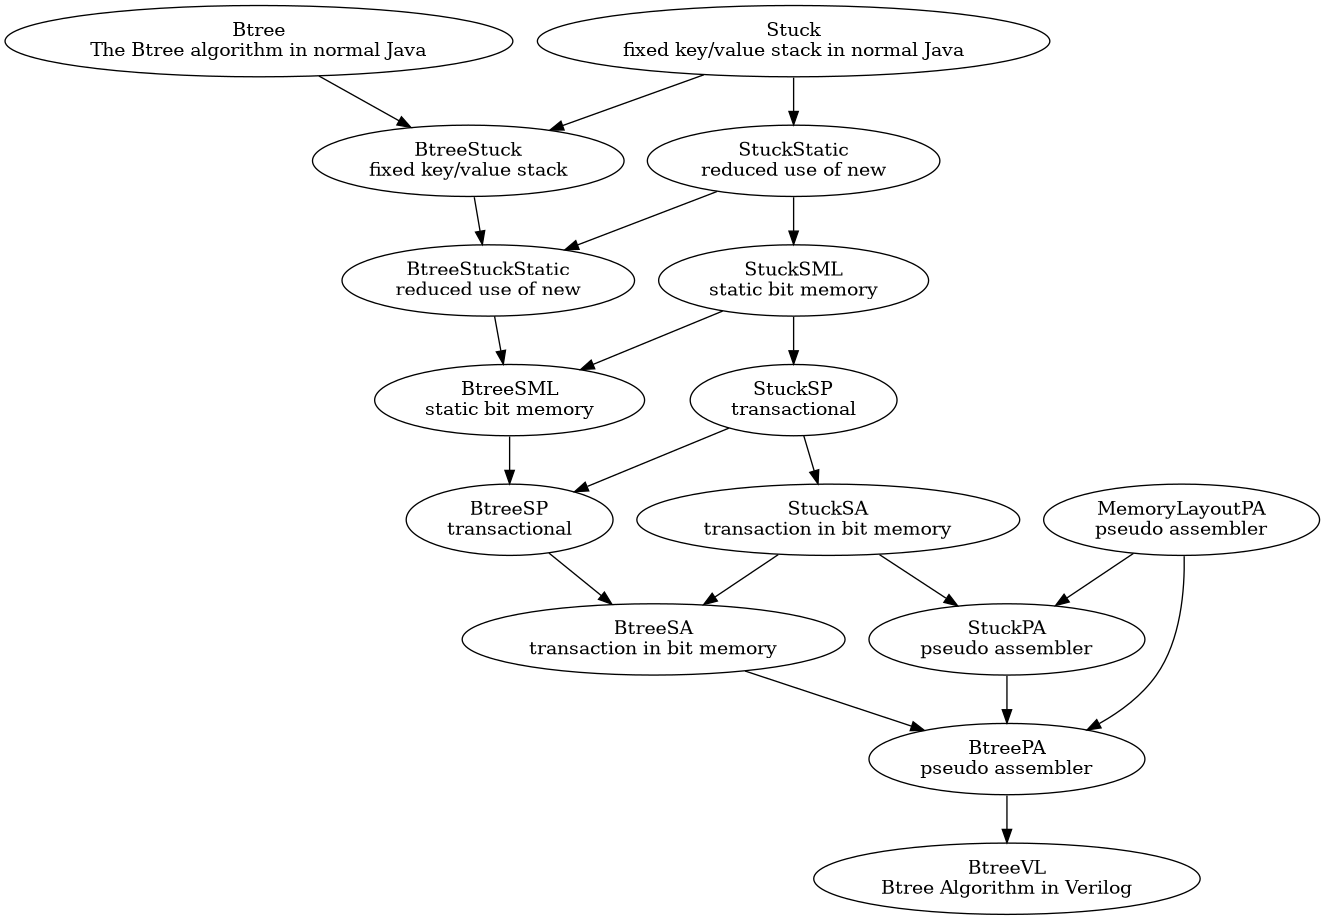 Btree
The Btree algorithm in normal Java
Stuck
fixed key/value stack in normal Java
BtreeStuck
fixed key/value stack
StuckStatic
reduced use of new
BtreeStuckStatic
reduced use of new
StuckSML
static bit memory
BtreeSML
static bit memory
StuckSP
transactional
BtreeSP
transactional
StuckSA
transaction in bit memory
MemoryLayoutPA
pseudo assembler
BtreeSA
transaction in bit memory
StuckPA
pseudo assembler
BtreePA
pseudo assembler
BtreeVL
Btree Algorithm in Verilog